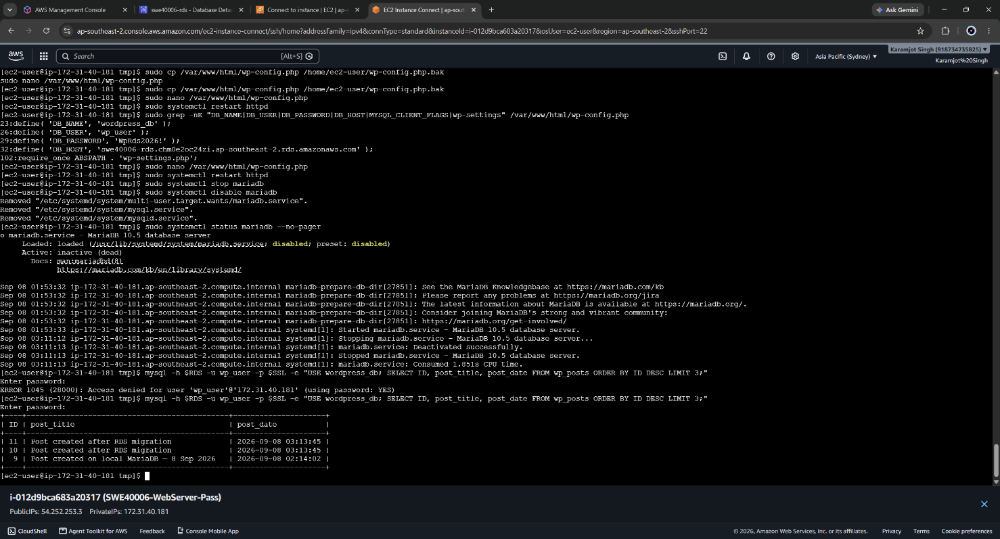 AWS Management Console
swe40006-rds - Database Deta
Connect to instance | EC2 | ap-s
EC2 Instance Connect | ap-sout
Ask Gemini
ap-southeast-2.console.aws.amazon.com/ec2-instance-connect/ssh/home?addressFamily=ipv4&connType=standard&instanceId=i-012d9bca683a20317&osUser=ec2-user&region=ap-southeast-2&sshPort=22
aws
Search
[Alt+S]
Asia Pacific (Sydney) ▼
Karamjot Singh (918734735825) ▼
Karamjot%20Singh
[ec2-user@ip-172-31-40-181 tmp]$ sudo cp /var/www/html/wp-config.php /home/ec2-user/wp-config.php.bak
sudo nano /var/www/html/wp-config.php
[ec2-user@ip-172-31-40-181 tmp]$ sudo cp /var/www/html/wp-config.php /home/ec2-user/wp-config.php.bak
[ec2-user@ip-172-31-40-181 tmp]$ sudo nano /var/www/html/wp-config.php
[ec2-user@ip-172-31-40-181 tmp]$ sudo systemctl restart httpd
[ec2-user@ip-172-31-40-181 tmp]$ sudo grep -nE "DB_NAME|DB_USER|DB_PASSWORD|DB_HOST|MYSQL_CLIENT_FLAGS|wp-settings" /var/www/html/wp-config.php
23:define( 'DB_NAME', 'wordpress_db' );
26:define( 'DB_USER', 'wp_user' );
29:define( 'DB_PASSWORD', 'WpRds2026!' );
32:define( 'DB_HOST', 'swe40006-rds.chm0e2oc24zi.ap-southeast-2.rds.amazonaws.com' );
102:require_once ABSPATH . 'wp-settings.php';
[ec2-user@ip-172-31-40-181 tmp]$ sudo nano /var/www/html/wp-config.php
[ec2-user@ip-172-31-40-181 tmp]$ sudo systemctl restart httpd
[ec2-user@ip-172-31-40-181 tmp]$ sudo systemctl stop mariadb
[ec2-user@ip-172-31-40-181 tmp]$ sudo systemctl disable mariadb
Removed "/etc/systemd/system/multi-user.target.wants/mariadb.service".
Removed "/etc/systemd/system/mysql.service".
Removed "/etc/systemd/system/mysqld.service".
[ec2-user@ip-172-31-40-181 tmp]$ sudo systemctl status mariadb --no-pager
o mariadb.service - MariaDB 10.5 database server
Loaded: loaded (/usr/lib/systemd/system/mariadb.service; disabled; preset: disabled)
Active: inactive (dead)
Docs: man:mariadbd(8)
https://mariadb.com/kb/en/library/systemd/
Sep 08 01:53:32 ip-172-31-40-181.ap-southeast-2.compute.internal mariadb-prepare-db-dir[27851]: See the MariaDB Knowledgebase at https://mariadb.com/kb
Sep 08 01:53:32 ip-172-31-40-181.ap-southeast-2.compute.internal mariadb-prepare-db-dir[27851]: Please report any problems at https://mariadb.org/jira
Sep 08 01:53:32 ip-172-31-40-181.ap-southeast-2.compute.internal mariadb-prepare-db-dir[27851]: The latest information about MariaDB is available at https://mariadb.org/.
Sep 08 01:53:32 ip-172-31-40-181.ap-southeast-2.compute.internal mariadb-prepare-db-dir[27851]: Consider joining MariaDB's strong and vibrant community:
Sep 08 01:53:32 ip-172-31-40-181.ap-southeast-2.compute.internal mariadb-prepare-db-dir[27851]: https://mariadb.org/get-involved/
Sep 08 01:53:33 ip-172-31-40-181.ap-southeast-2.compute.internal systemd[1]: Started mariadb.service - MariaDB 10.5 database server.
Sep 08 03:11:12 ip-172-31-40-181.ap-southeast-2.compute.internal systemd[1]: Stopping mariadb.service - MariaDB 10.5 database server...
Sep 08 03:11:13 ip-172-31-40-181.ap-southeast-2.compute.internal systemd[1]: mariadb.service: Deactivated successfully.
Sep 08 03:11:13 ip-172-31-40-181.ap-southeast-2.compute.internal systemd[1]: Stopped mariadb.service - MariaDB 10.5 database server.
Sep 08 03:11:13 ip-172-31-40-181.ap-southeast-2.compute.internal systemd[1]: mariadb.service: Consumed 1.851s CPU time.
[ec2-user@ip-172-31-40-181 tmp]$ mysql -h $RDS -u wp_user -p $SSL -e "USE wordpress_db; SELECT ID, post_title, post_date FROM wp_posts ORDER BY ID DESC LIMIT 3;"
Enter password:
ERROR 1045 (28000): Access denied for user 'wp_user'@'172.31.40.181' (using password: YES)
[ec2-user@ip-172-31-40-181 tmp]$ mysql -h $RDS -u wp_user -p $SSL -e "USE wordpress_db; SELECT ID, post_title, post_date FROM wp_posts ORDER BY ID DESC LIMIT 3;"
Enter password:
| ID | post_title | post_date |
| 11 | Post created after RDS migration | 2026-09-08 03:13:45 |
| 10 | Post created after RDS migration | 2026-09-08 03:13:45 |
| 9 | Post created on local MariaDB — 8 Sep 2026 | 2026-09-08 02:14:02 |
[ec2-user@ip-172-31-40-181 tmp]$
i-012d9bca683a20317 (SWE40006-WebServer-Pass)
PublicIPs: 54.252.253.3 PrivateIPs: 172.31.40.181
CloudShell Agent Toolkit for AWS Feedback Console Mobile App © 2026, Amazon Web Services, Inc. or its affiliates. Privacy Terms Cookie preferences